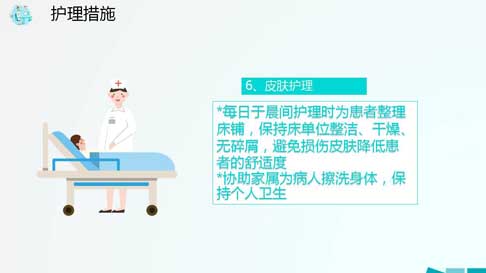 护理措施
6、皮肤护理
*每日于晨间护理时为患者整理
床铺，保持床单位整洁、干燥、
无碎屑，避免损伤皮肤降低患
者的舒适度
*协助家属为病人擦洗身体，保
持个人卫生